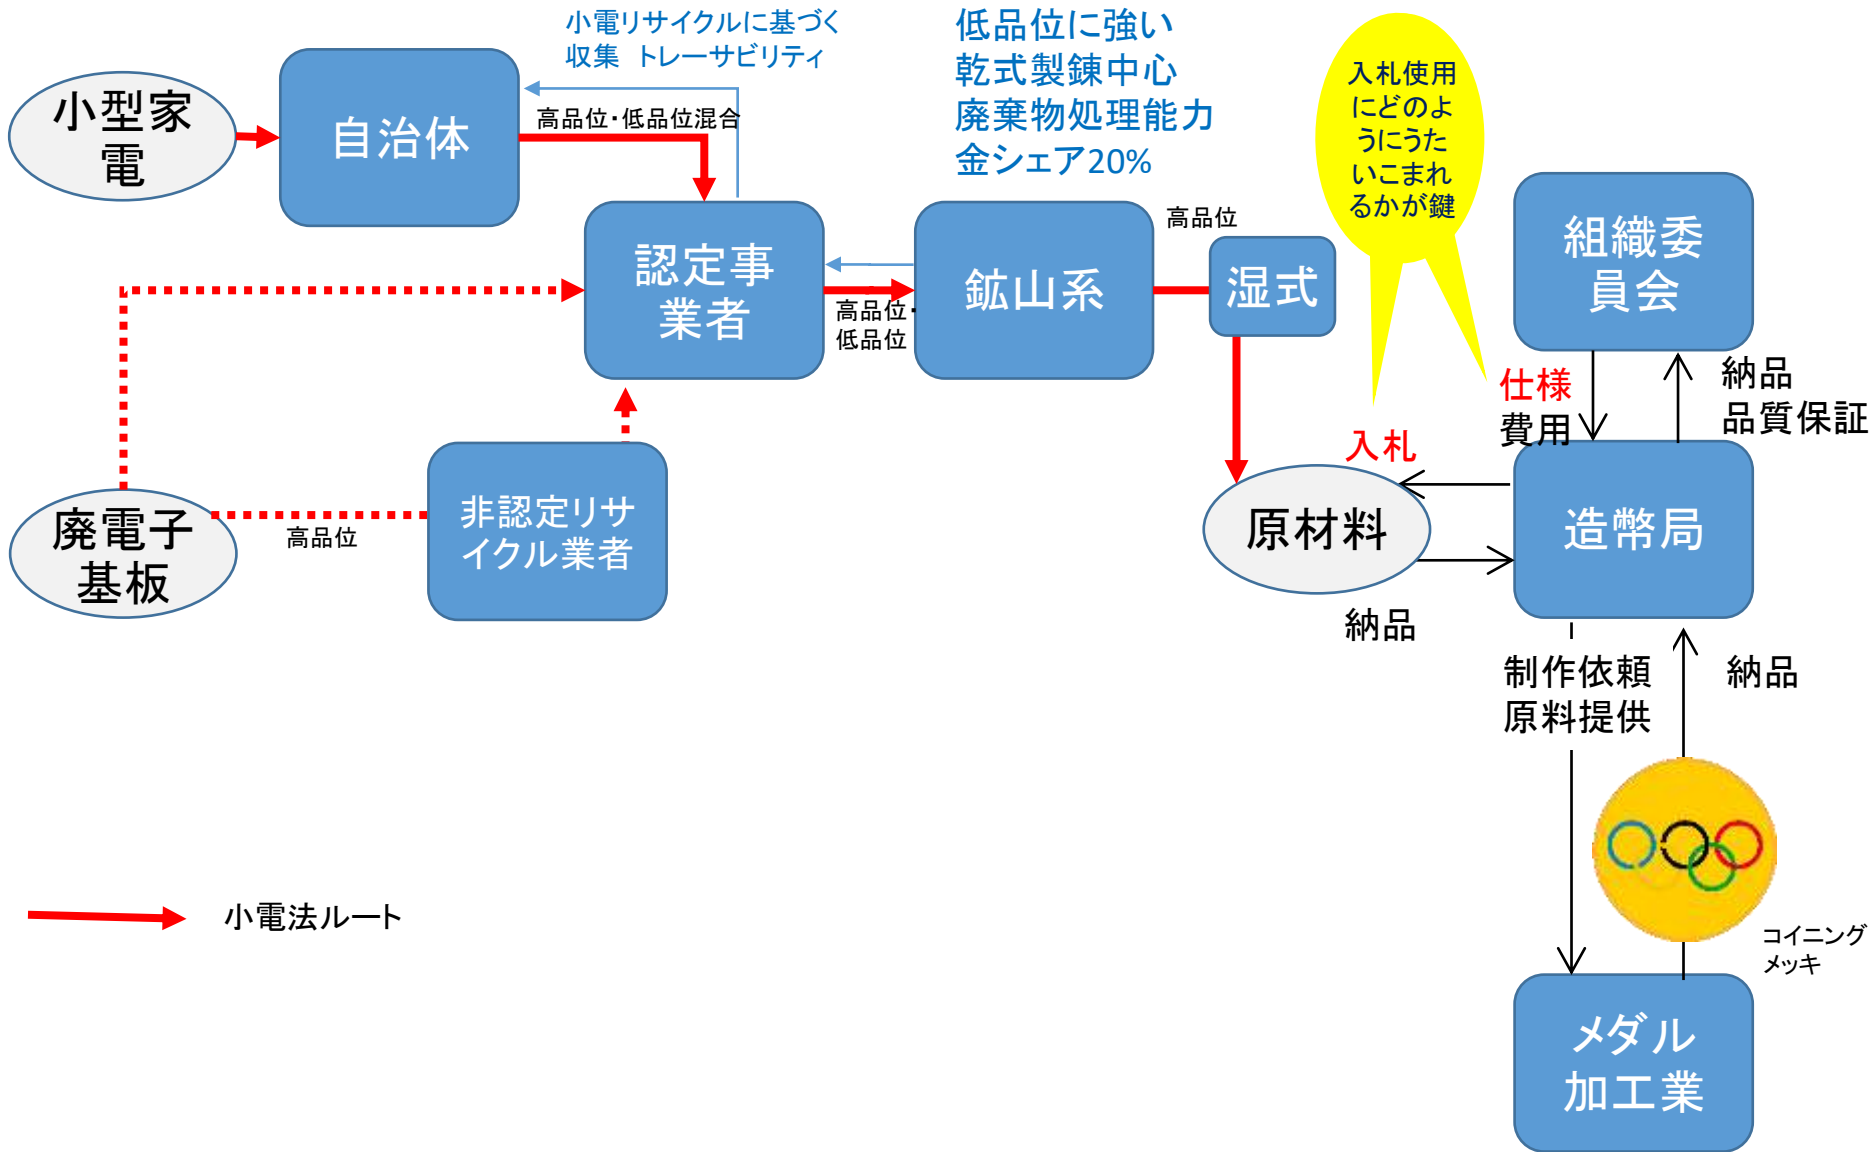 小電リサイクルに基づく
収集 トレーサビリティ
低品位に強い
乾式製錬中心
廃棄物処理能力
金シェア20%
入札使用
にどのよ
うにうた
いこまれ
るかが鍵
小型家
電
自治体
高品位・低品位混合
認定事
業者
高品位・
低品位
鉱山系
高品位
湿式
組織委
員会
仕様
費用
納品
品質保証
入札
廃電子
基板
高品位
非認定リサ
イクル業者
原材料
造幣局
納品
制作依頼
原料提供
納品
小電法ルート
コイニング
メッキ
メダル
加工業